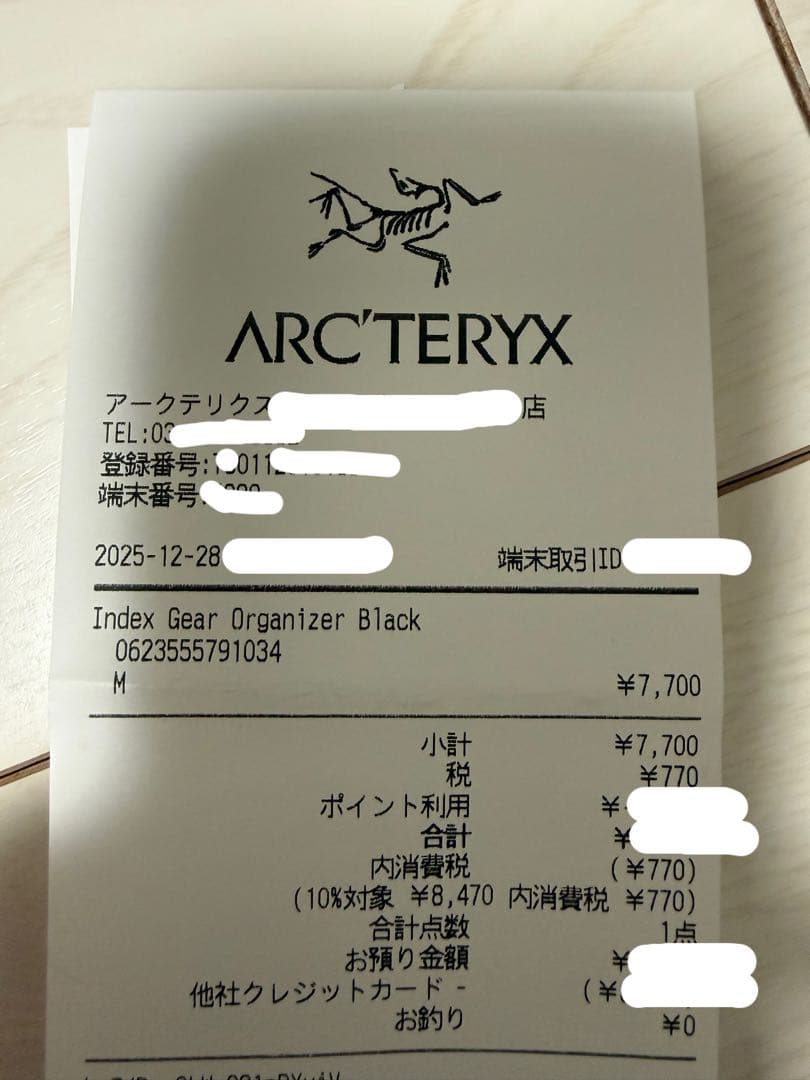 ARC'TERYX
アークテリクス 店
TEL:03
登録番号:
端末番号:
2025-12-28 端末取引ID
Index Gear Organizer Black
0623555791034
M ¥7,700
小計 ¥7,700
税 ¥770
ポイント利用 ¥
合計 ¥
内消費税 (¥770)
(10%対象 ¥8,470 内消費税 ¥770)
合計点数 1点
お預り金額 ¥
他社クレジットカード - (¥
お釣り ¥0